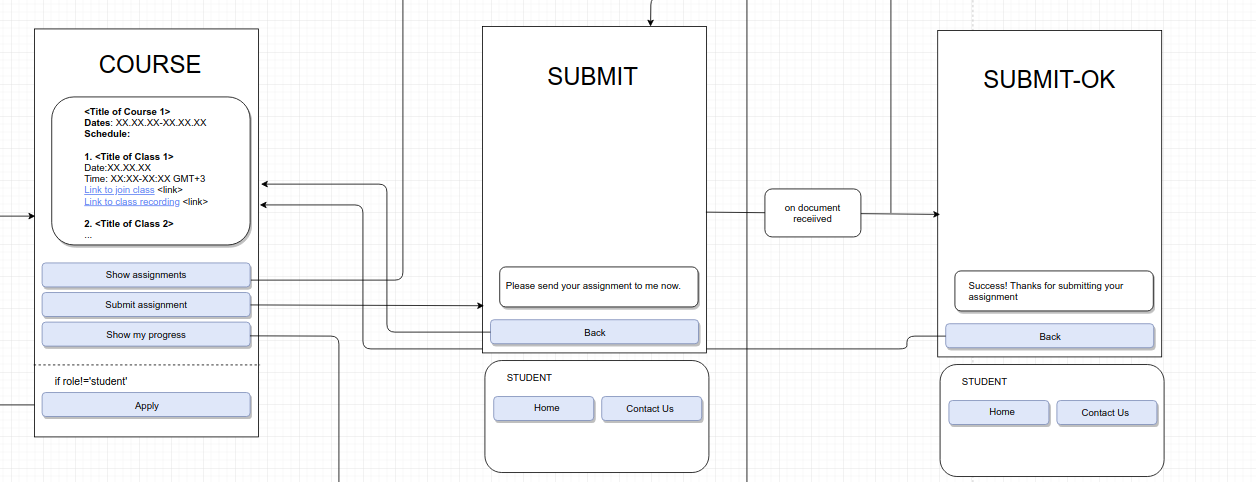 COURSE
<Title of Course 1>
Dates: XX.XX.XX-XX.XX.XX
Schedule:
1. <Title of Class 1>
Date:XX.XX.XX
Time: XX:XX-XX:XX GMT+3
Link to join class <link>
Link to class recording <link>
2. <Title of Class 2>
...
Show assignments
Submit assignment
Show my progress
if role!='student'
Apply
SUBMIT
Please send your assignment to me now.
Back
STUDENT
Home
Contact Us
on document
receiived
SUBMIT-OK
Success! Thanks for submitting your
assignment
Back
STUDENT
Home
Contact Us